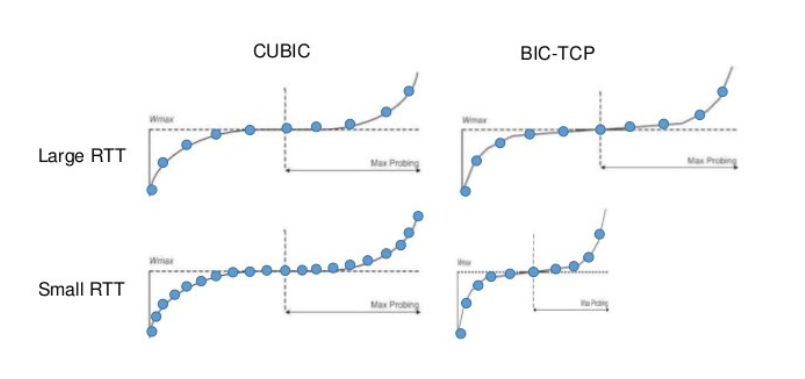 CUBIC
BIC-TCP
Wmax
Wmax
Large RTT
Max Probing
Max Probing
Wmax
Wmax
Small RTT
Max Probing
Max Probing